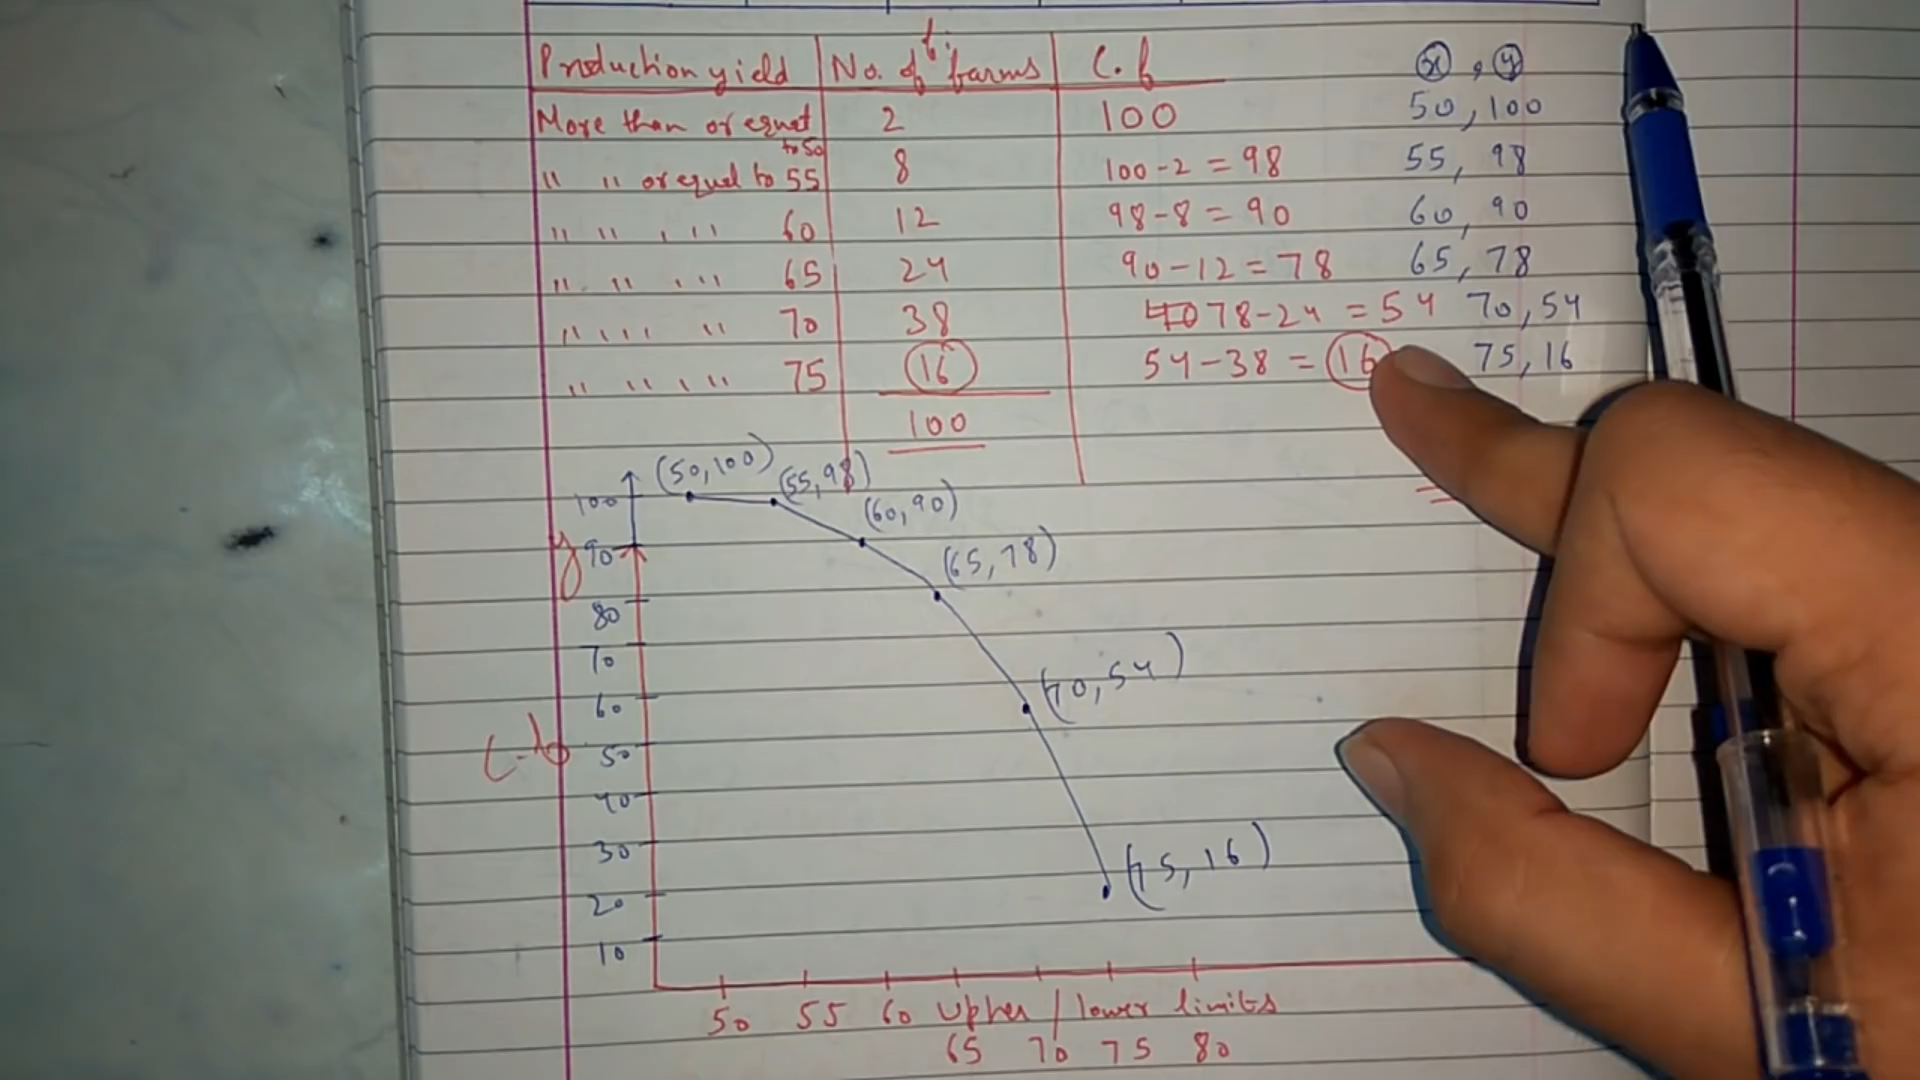 Production yield No. of farms fi C.f (x) , (y)
More than or equal to 50 2 100 50, 100
" " or equal to 55 8 100-2 = 98 55, 98
" " " " 60 12 98-8 = 90 60, 90
" " " " 65 24 90-12 = 78 65, 78
" " " " 70 38 78-24 = 54 70, 54
" " " " 75 16 54-38 = 16 75, 16
100
(50,100) (55,98)
100 (60,90)
y 90 (65,78)
80
70 (70,54)
60
C.f 50
40
30 (75,16)
20
10
50 55 60 Upper / lower limits
65 70 75 80